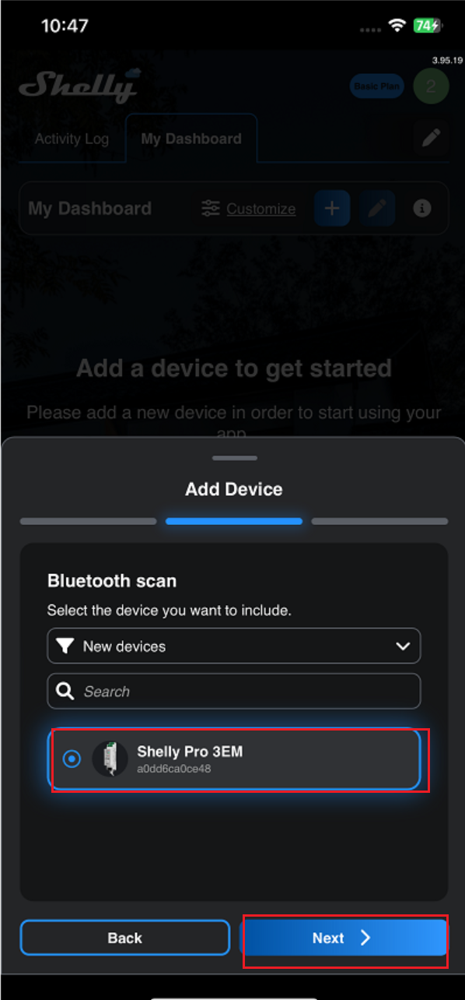 10:47
74
3.95.19
Shelly
Basic Plan
2
Activity Log
My Dashboard
My Dashboard
Customize
Add a device to get started
Please add a new device in order to start using your
app
Add Device
Bluetooth scan
Select the device you want to include.
New devices
Search
Shelly Pro 3EM
a0dd6ca0ce48
Back
Next